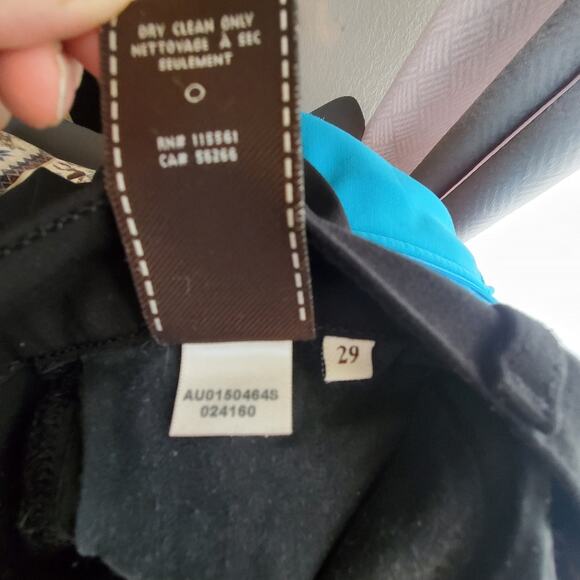 DRY CLEAN ONLY
NETTOYAGE À SEC
SEULEMENT
RN# 115561
CA# 56266
AU0150464S
024160
29